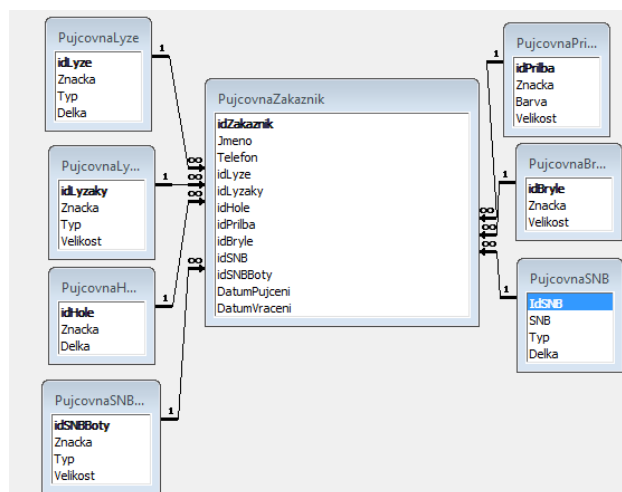 PujcovnaLyze
idLyze
Znacka
Typ
Delka
PujcovnaLy...
idLyzaky
Znacka
Typ
Velikost
PujcovnaH...
idHole
Znacka
Delka
PujcovnaSNB...
idSNBBoty
Znacka
Typ
Velikost
1
1
1
1
∞
∞
∞
∞
PujcovnaZakaznik
idZakaznik
Jmeno
Telefon
idLyze
idLyzaky
idHole
idPrilba
idBryle
idSNB
idSNBBoty
DatumPujceni
DatumVraceni
∞
∞
∞
1
1
1
PujcovnaPri...
idPrilba
Znacka
Barva
Velikost
PujcovnaBr...
idBryle
Znacka
Velikost
PujcovnaSNB
IdSNB
SNB
Typ
Delka